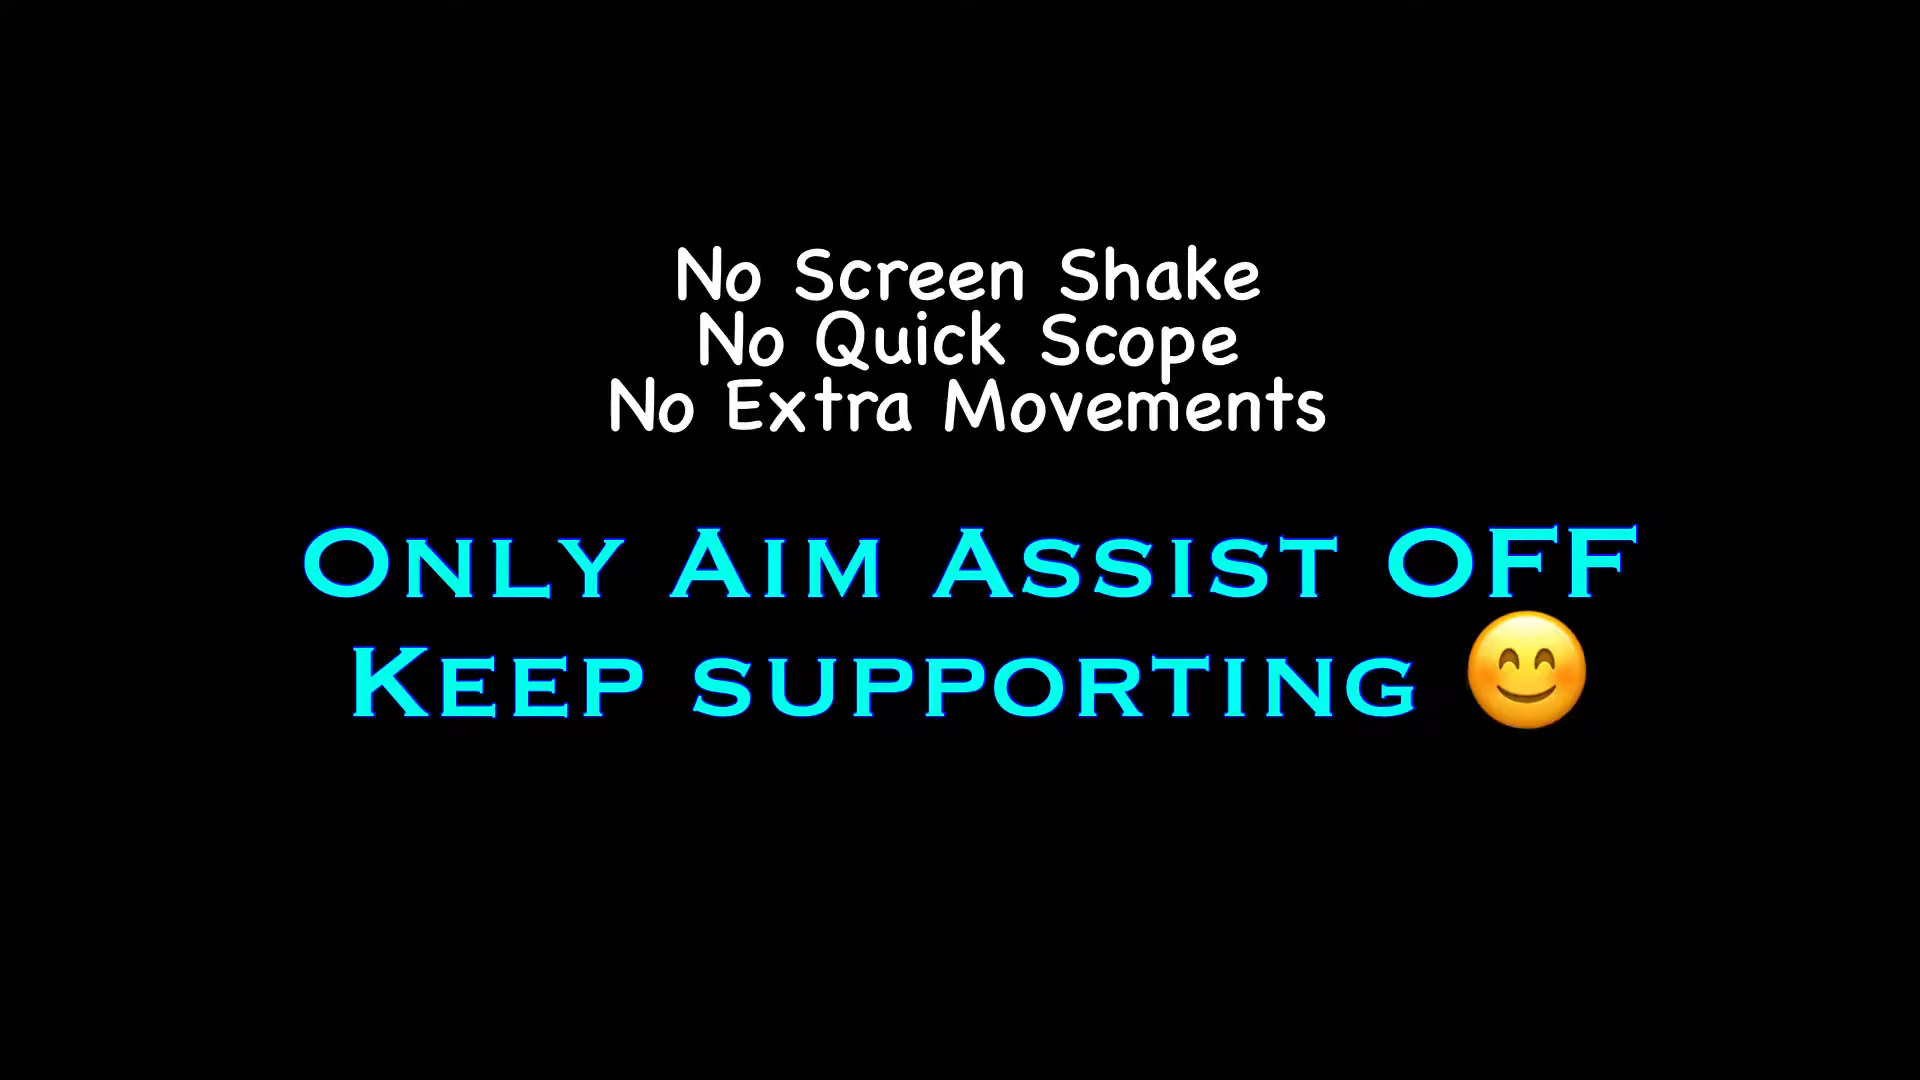 No Screen Shake
No Quick Scope
No Extra Movements
Only Aim Assist OFF
Keep supporting 😊